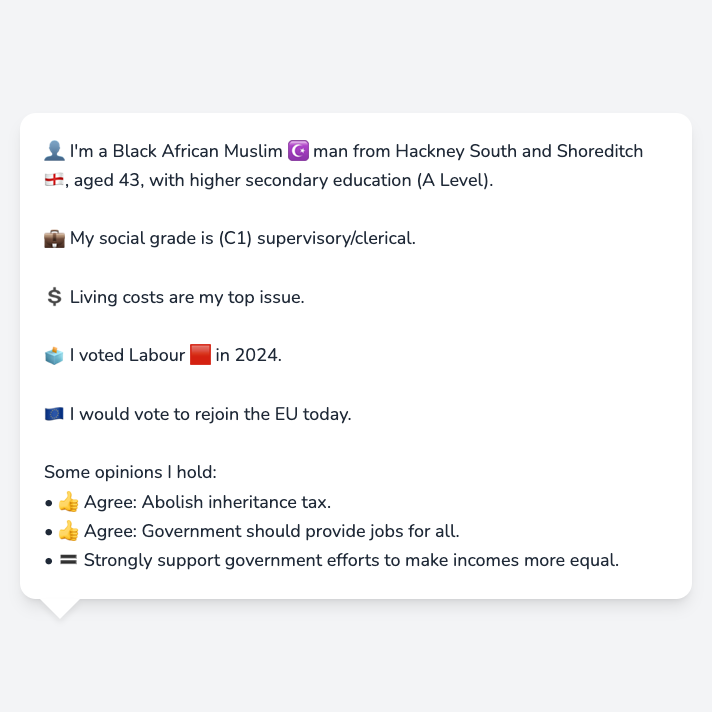 👤 I'm a Black African Muslim ☪️ man from Hackney South and Shoreditch
🏴󠁧󠁢󠁥󠁮󠁧󠁿, aged 43, with higher secondary education (A Level).
💼 My social grade is (C1) supervisory/clerical.
💲 Living costs are my top issue.
🗳️ I voted Labour 🟥 in 2024.
🇪🇺 I would vote to rejoin the EU today.
Some opinions I hold:
• 👍 Agree: Abolish inheritance tax.
• 👍 Agree: Government should provide jobs for all.
• 🟰 Strongly support government efforts to make incomes more equal.